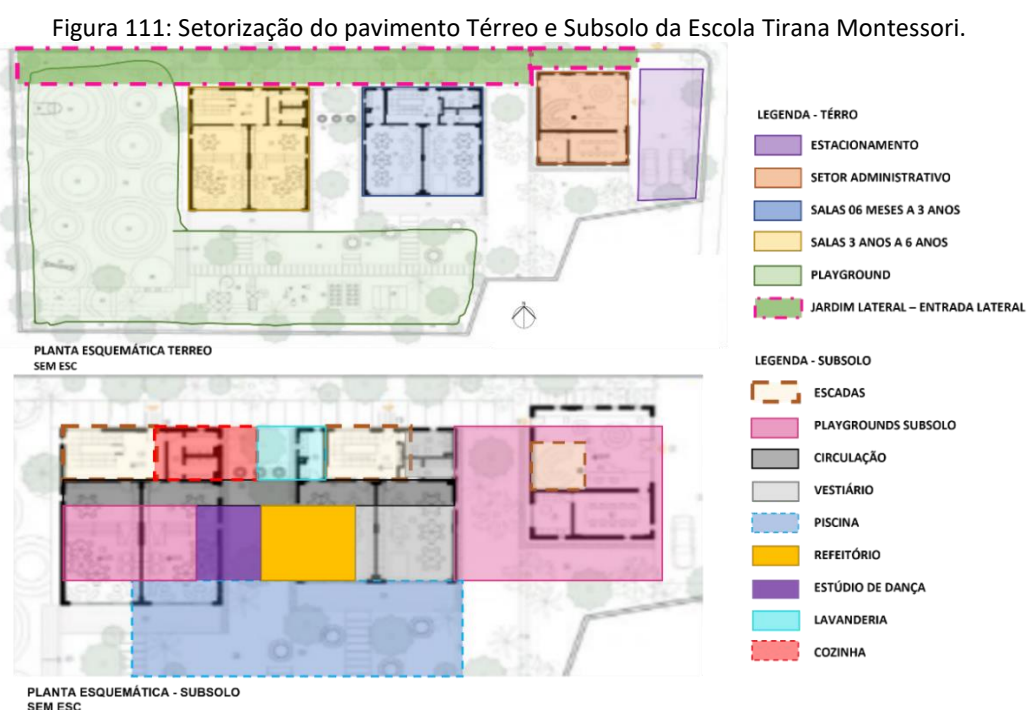 Figura 111: Setorização do pavimento Térreo e Subsolo da Escola Tirana Montessori.
LEGENDA - TÉRRO
ESTACIONAMENTO
SETOR ADMINISTRATIVO
SALAS 06 MESES A 3 ANOS
SALAS 3 ANOS A 6 ANOS
PLAYGROUND
JARDIM LATERAL – ENTRADA LATERAL
PLANTA ESQUEMÁTICA TERREO
SEM ESC
LEGENDA - SUBSOLO
ESCADAS
PLAYGROUNDS SUBSOLO
CIRCULAÇÃO
VESTIÁRIO
PISCINA
REFEITÓRIO
ESTÚDIO DE DANÇA
LAVANDERIA
COZINHA
PLANTA ESQUEMÁTICA - SUBSOLO
SEM ESC